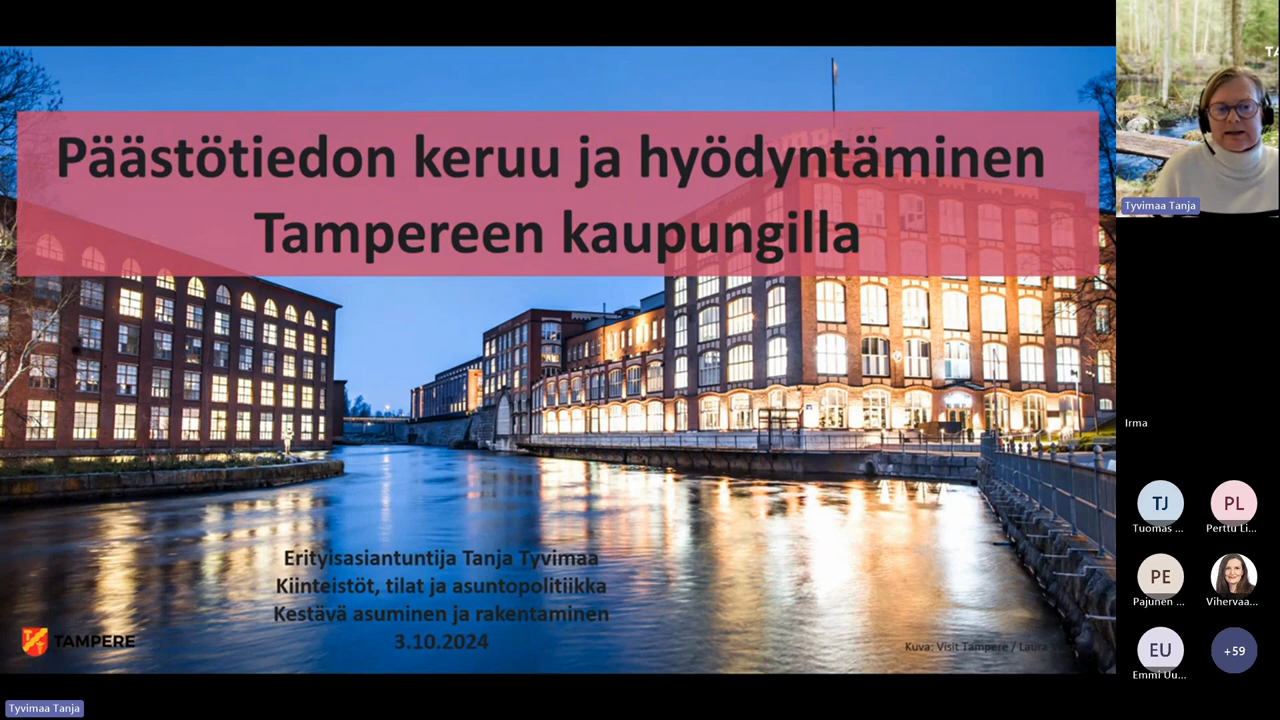 Päästötiedon keruu ja hyödyntäminen
Tampereen kaupungilla
Erityisasiantuntija Tanja Tyvimaa
Kiinteistöt, tilat ja asuntopolitiikka
Kestävä asuminen ja rakentaminen
3.10.2024
TAMPERE
Kuva: Visit Tampere / Laura
Tyvimaa Tanja
Tyvimaa Tanja
Irma
TJ
Tuomas ...
PL
Perttu Li...
PE
Pajunen ...
Vihervaa...
EU
Emmi Uu...
+59